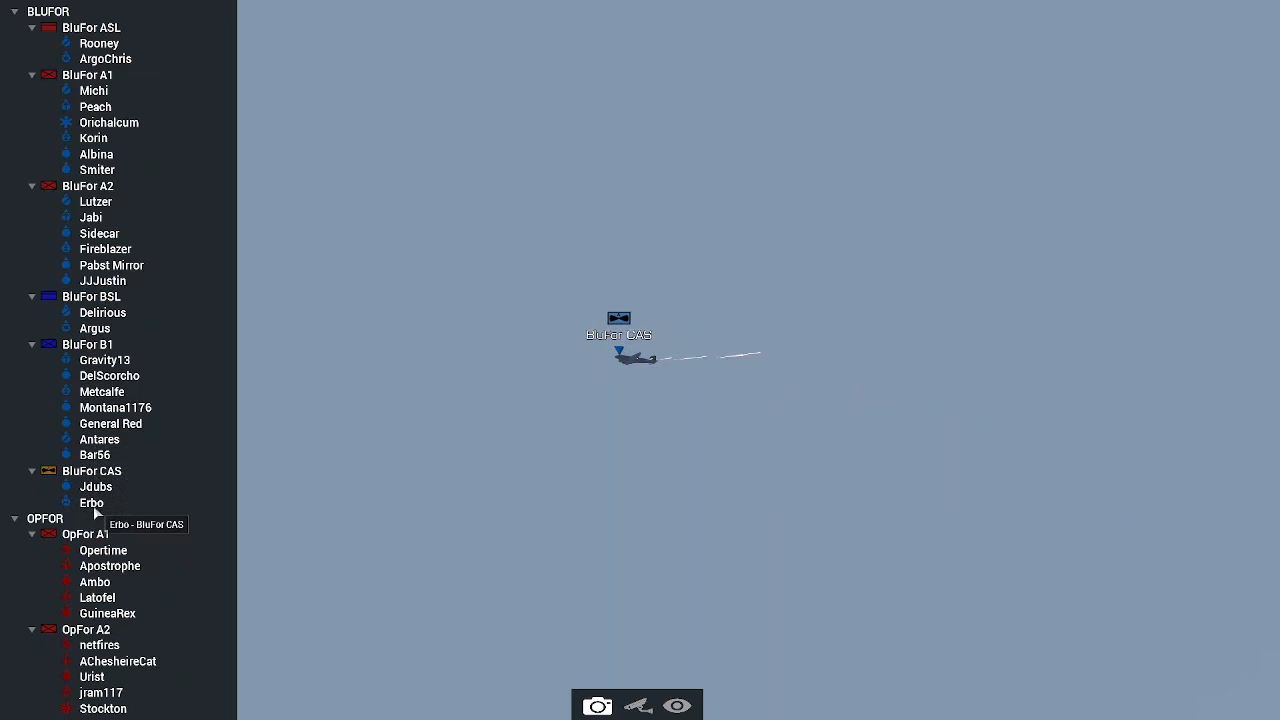 BLUFOR
BluFor ASL
Rooney
ArgoChris
BluFor A1
Michi
Peach
Orichalcum
Korin
Albina
Smiter
BluFor A2
Lutzer
Jabi
Sidecar
Fireblazer
Pabst Mirror
JJJustin
BluFor BSL
Delirious
Argus
BluFor B1
Gravity13
DelScorcho
Metcalfe
Montana1176
General Red
Antares
Bar56
BluFor CAS
Jdubs
Erbo
Erbo - BluFor CAS
OPFOR
OpFor A1
Opertime
Apostrophe
Ambo
Latofel
GuineaRex
OpFor A2
netfires
AChesheireCat
Urist
jram117
Stockton
BluFor CAS